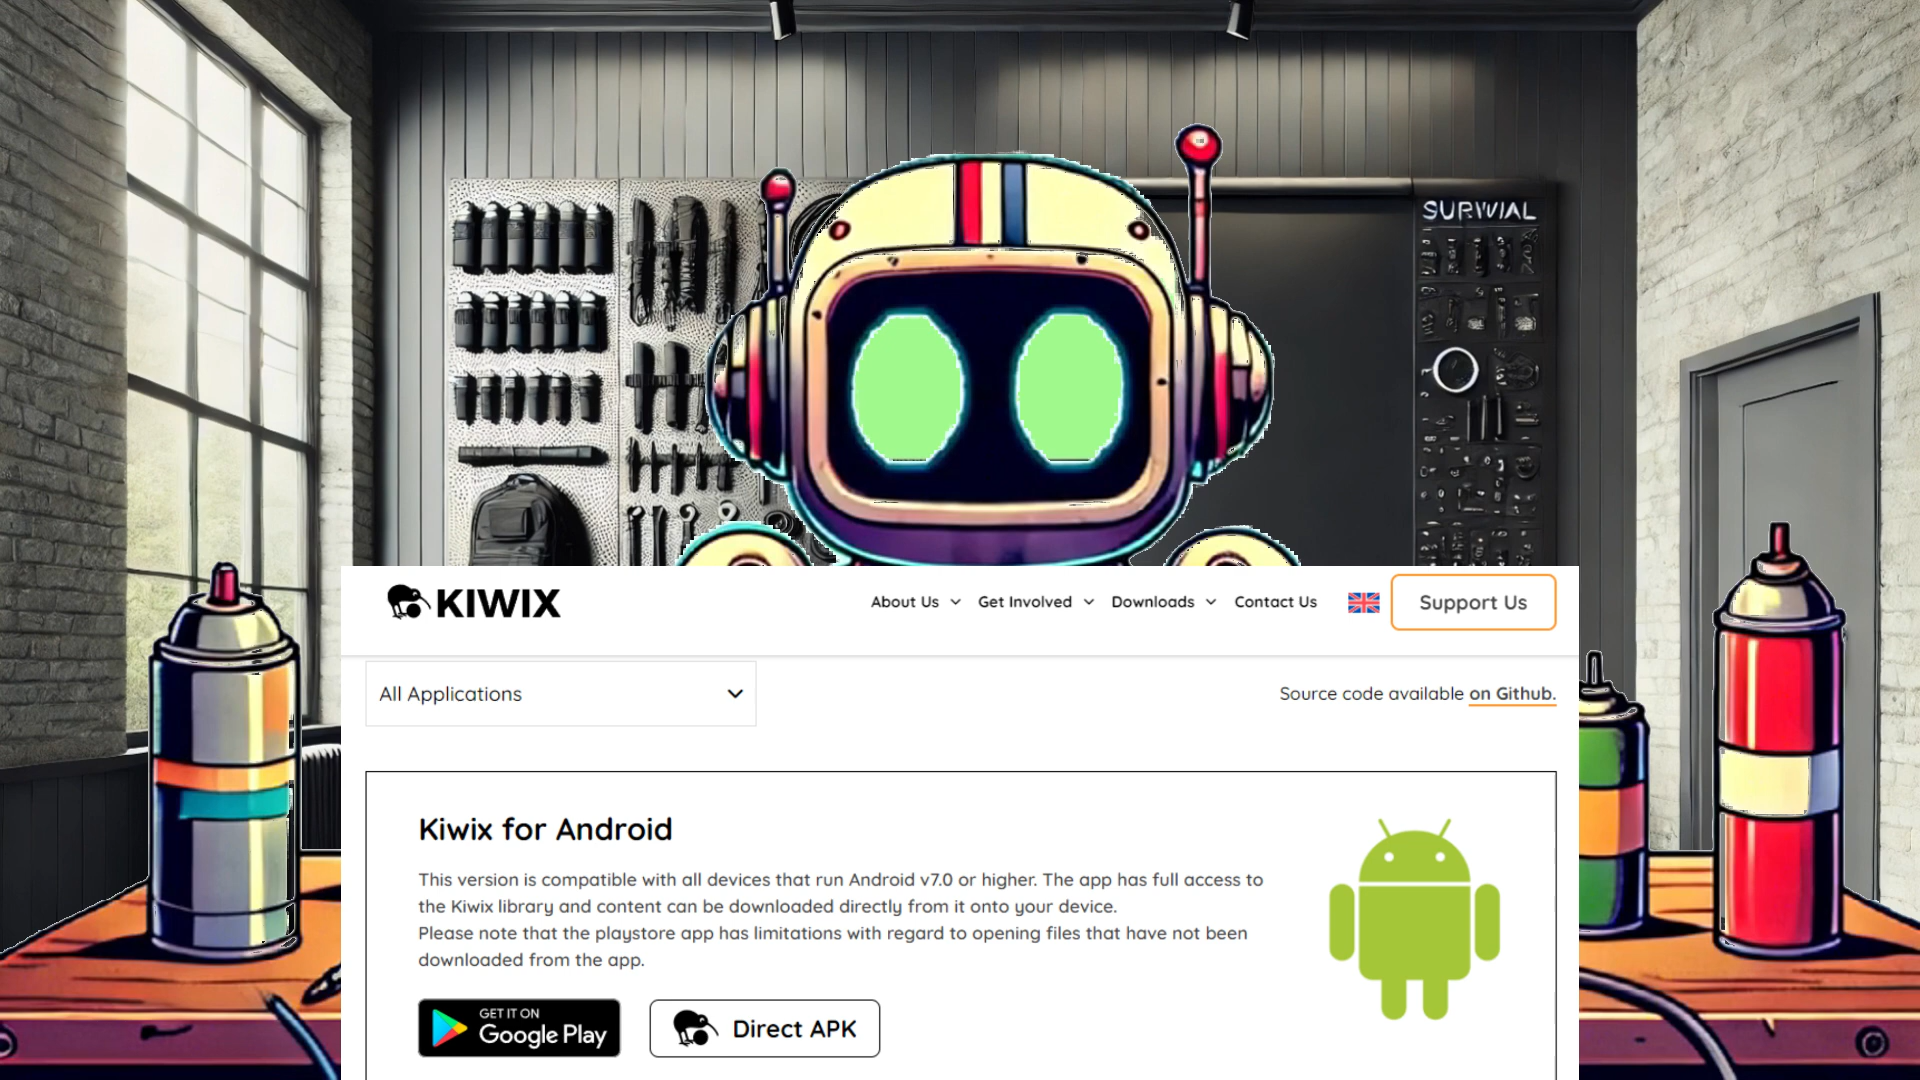 SURVIVAL
KIWIX
About Us
Get Involved
Downloads
Contact Us
Support Us
All Applications
Source code available on Github.
Kiwix for Android
This version is compatible with all devices that run Android v7.0 or higher. The app has full access to
the Kiwix library and content can be downloaded directly from it onto your device.
Please note that the playstore app has limitations with regard to opening files that have not been
downloaded from the app.
GET IT ON
Google Play
Direct APK